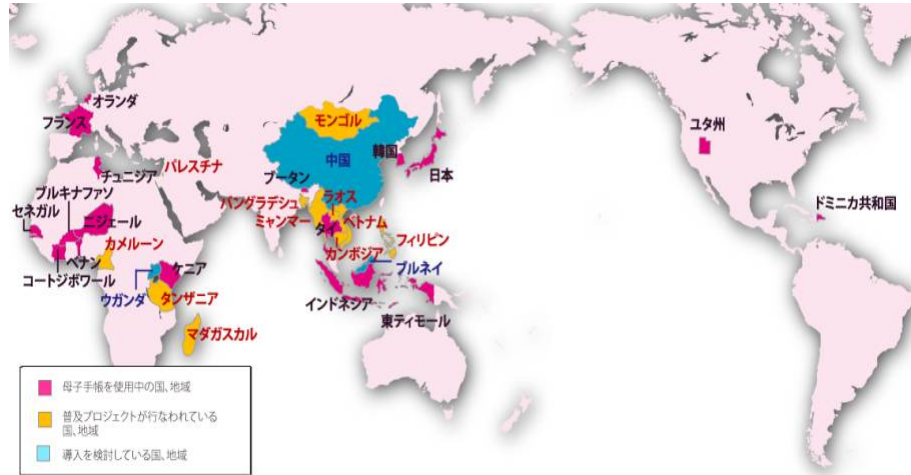 オランダ
フランス
モンゴル
ユタ州
中国
韓国
日本
チュニジア
パレスチナ
ブータン
ブルキナファソ
バングラデシュ
ラオス
セネガル
ニジェール
ミャンマー
タイ
ベトナム
ドミニカ共和国
カメルーン
フィリピン
カンボジア
ベナン
ケニア
コートジボワール
ブルネイ
ウガンダ
タンザニア
インドネシア
東ティモール
マダガスカル
母子手帳を使用中の国、地域
普及プロジェクトが行なわれている
国、地域
導入を検討している国、地域